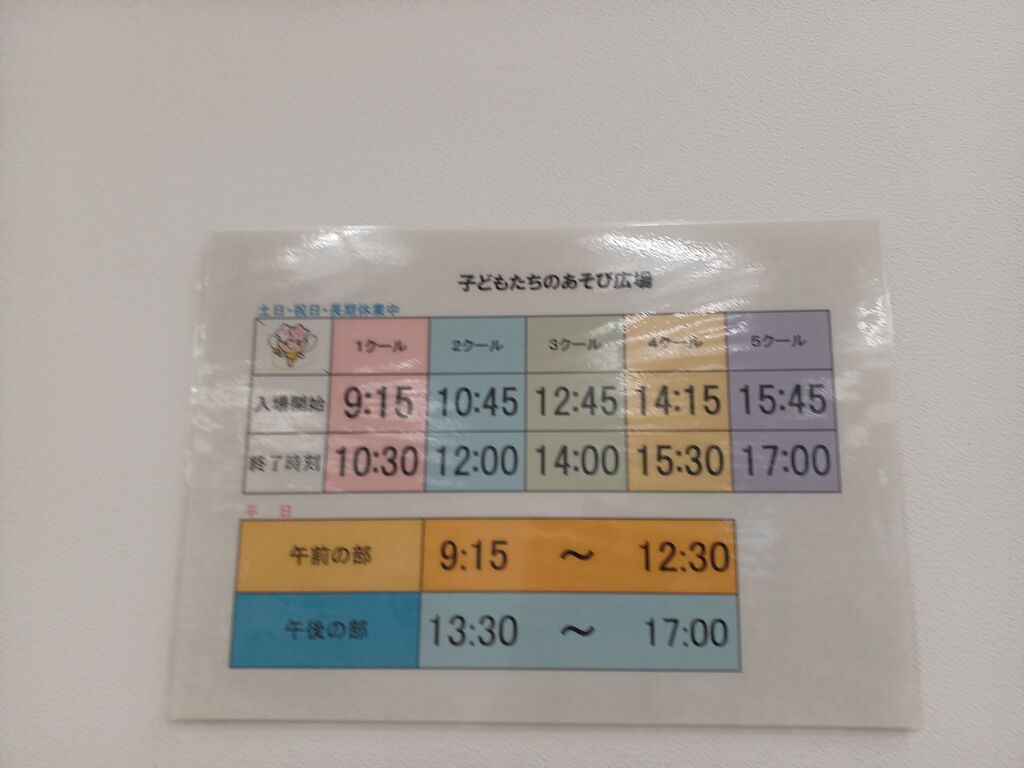 子どもたちのあそび広場
土日・祝日・長期休業中
1クール 2クール 3クール 4クール 5クール
入場開始 9:15 10:45 12:45 14:15 15:45
終了時刻 10:30 12:00 14:00 15:30 17:00
平 日
午前の部 9:15 ～ 12:30
午後の部 13:30 ～ 17:00